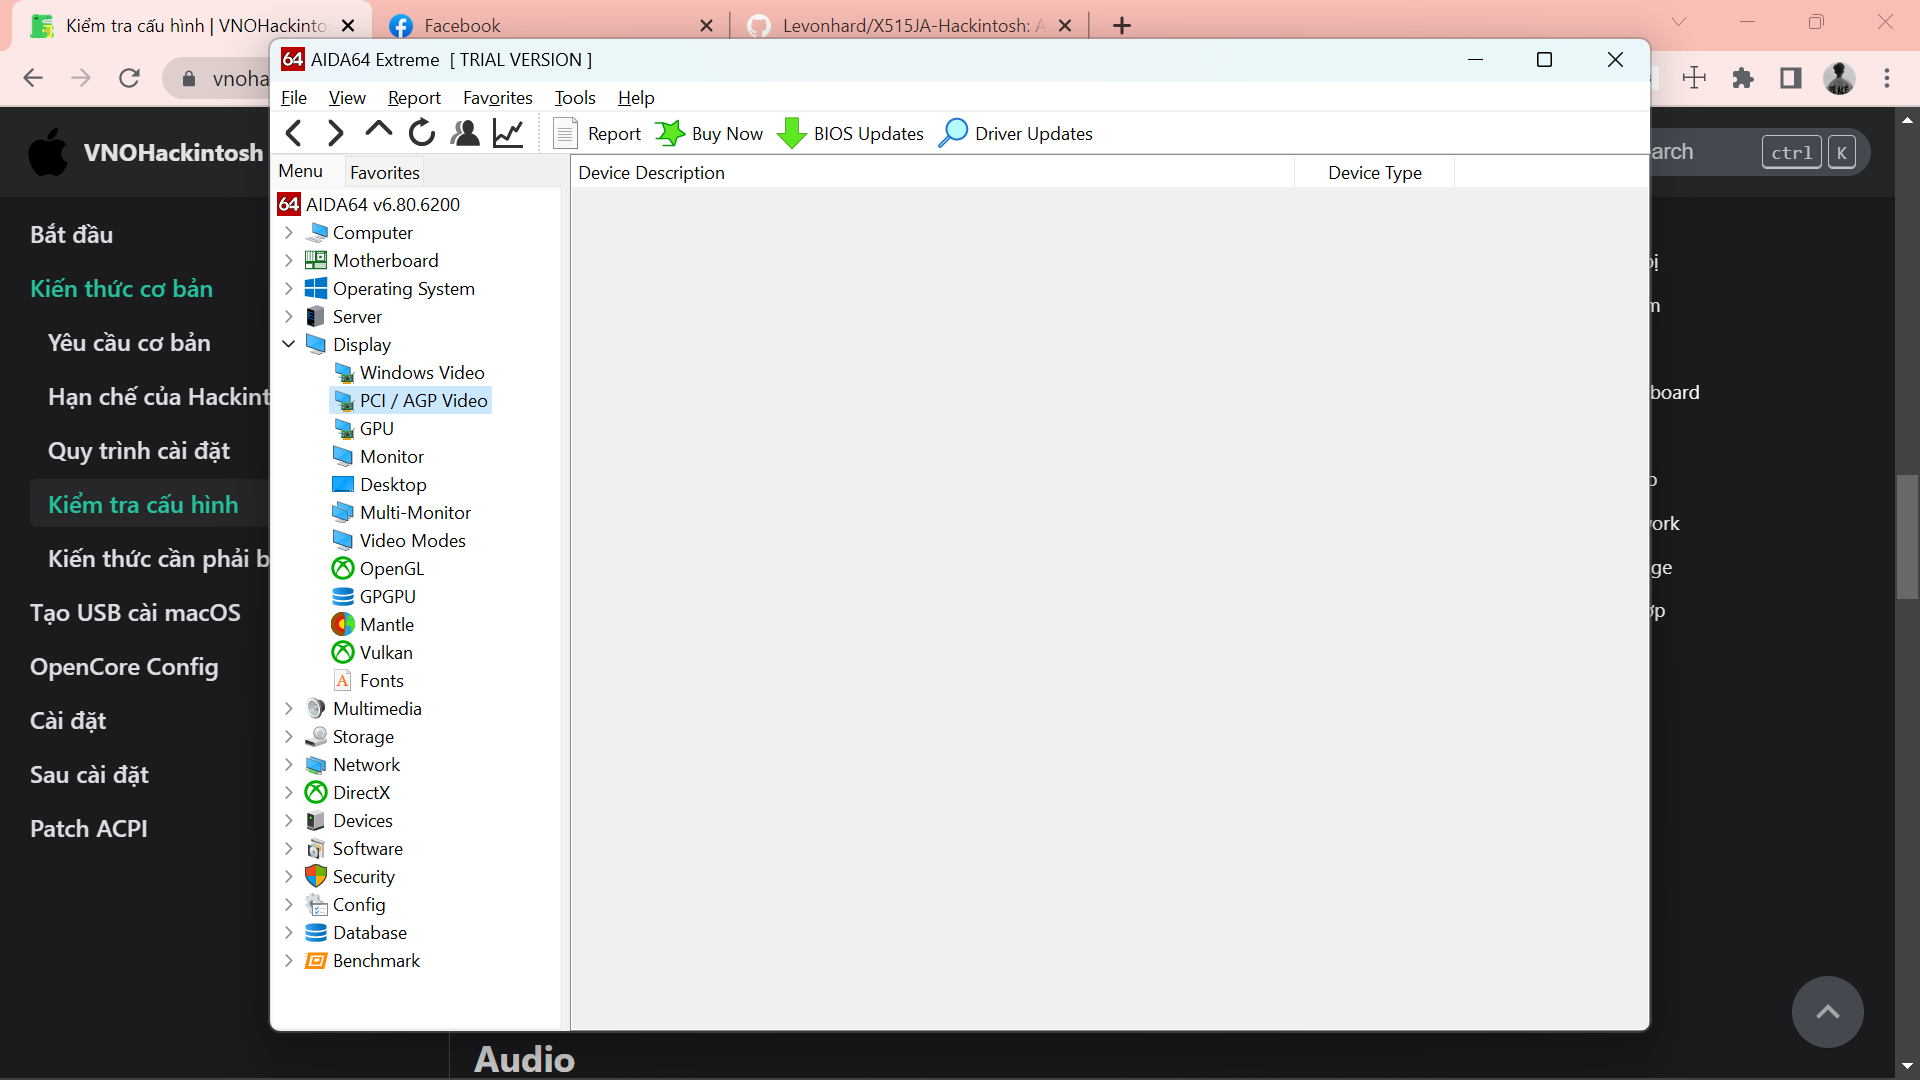 Kiểm tra cấu hình | VNOHackinto
Facebook
Levonhard/X515JA-Hackintosh: A
vnoha
64 AIDA64 Extreme [ TRIAL VERSION ]
File View Report Favorites Tools Help
Report Buy Now BIOS Updates Driver Updates
Menu Favorites
Device Description Device Type
64 AIDA64 v6.80.6200
Computer
Motherboard
Operating System
Server
Display
Windows Video
PCI / AGP Video
GPU
Monitor
Desktop
Multi-Monitor
Video Modes
OpenGL
GPGPU
Mantle
Vulkan
Fonts
Multimedia
Storage
Network
DirectX
Devices
Software
Security
Config
Database
Benchmark
VNOHackintosh
Bắt đầu
Kiến thức cơ bản
Yêu cầu cơ bản
Hạn chế của Hackint
Quy trình cài đặt
Kiểm tra cấu hình
Kiến thức cần phải b
Tạo USB cài macOS
OpenCore Config
Cài đặt
Sau cài đặt
Patch ACPI
arch ctrl K
ị
m
board
p
ork
ge
ợp
Audio